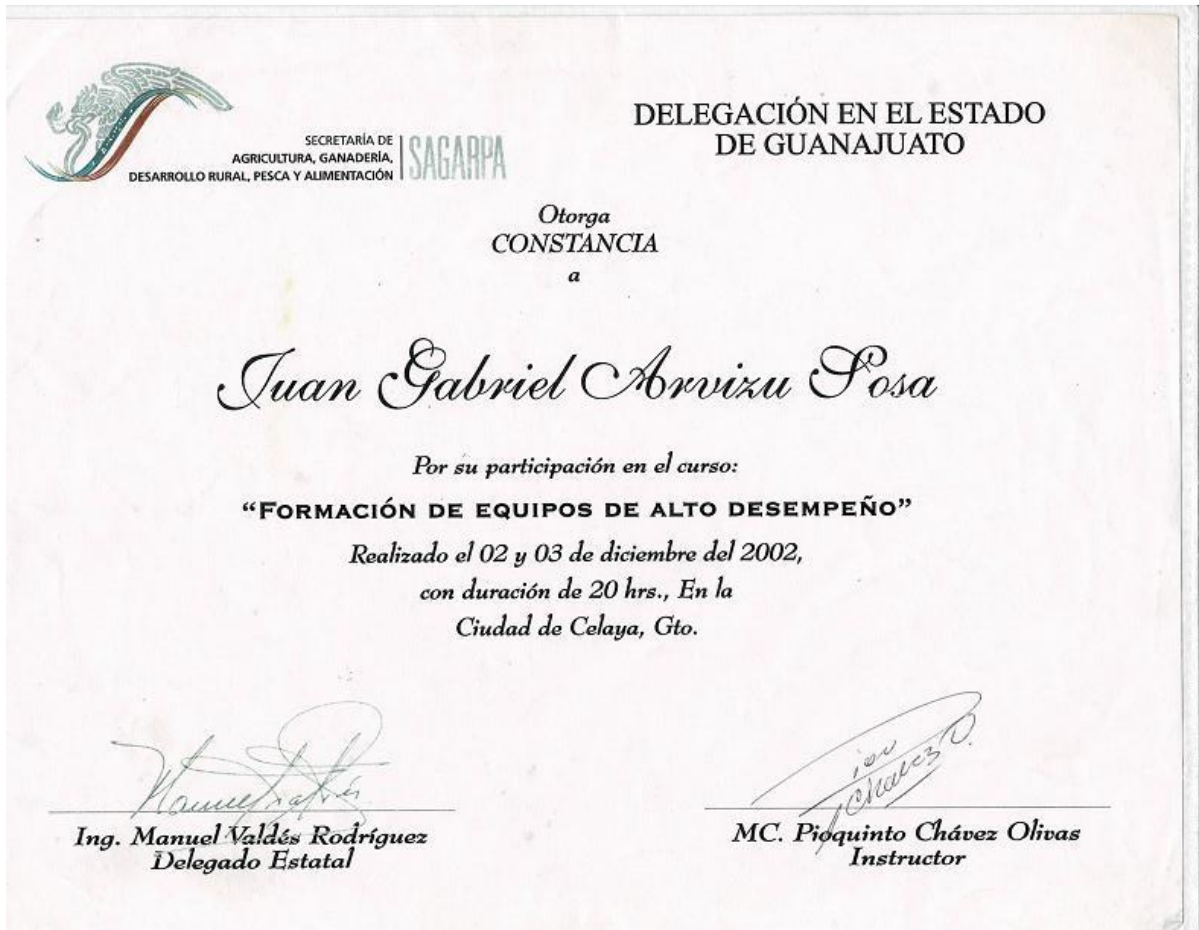 SECRETARÍA DE
AGRICULTURA, GANADERÍA,
DESARROLLO RURAL, PESCA Y ALIMENTACIÓN
SAGARPA
DELEGACIÓN EN EL ESTADO
DE GUANAJUATO
Otorga
CONSTANCIA
a
Juan Gabriel Arvizu Sosa
Por su participación en el curso:
“FORMACIÓN DE EQUIPOS DE ALTO DESEMPEÑO”
Realizado el 02 y 03 de diciembre del 2002,
con duración de 20 hrs., En la
Ciudad de Celaya, Gto.
Ing. Manuel Valdés Rodríguez
Delegado Estatal
Chavez O.
MC. Pioquinto Chávez Olivas
Instructor